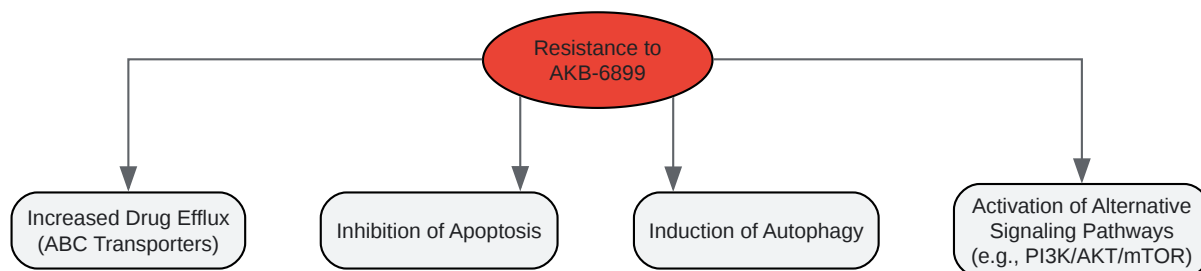 Resistance to
AKB-6899
Increased Drug Efflux
(ABC Transporters)
Inhibition of Apoptosis
Induction of Autophagy
Activation of Alternative
Signaling Pathways
(e.g., PI3K/AKT/mTOR)